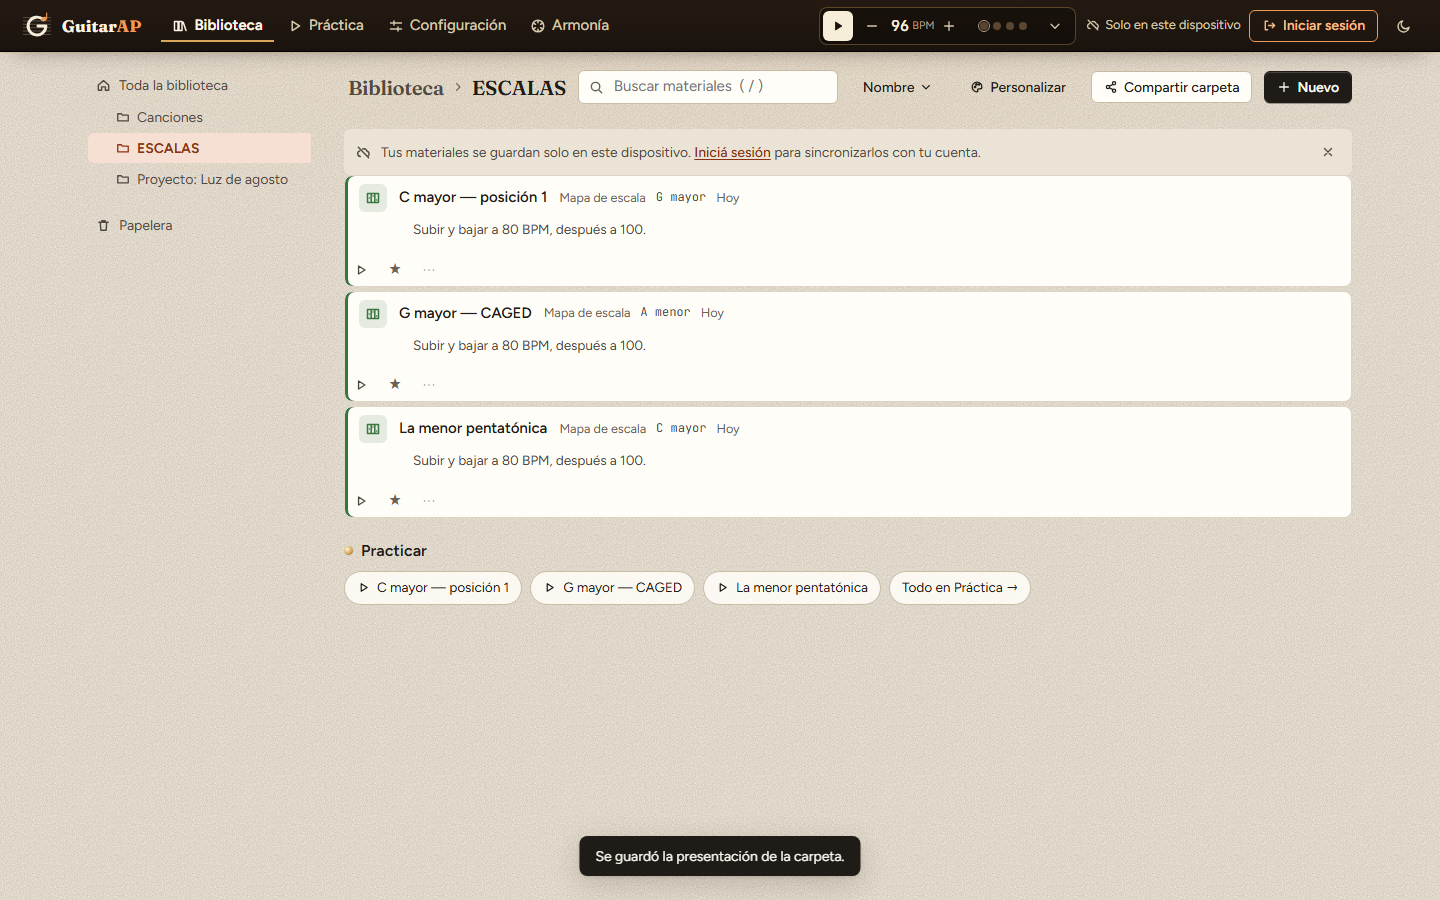 GuitarAP
Biblioteca
Práctica
Configuración
Armonía
96 BPM
Solo en este dispositivo
Iniciar sesión
Toda la biblioteca
Canciones
ESCALAS
Proyecto: Luz de agosto
Papelera
Biblioteca > ESCALAS
Buscar materiales ( / )
Nombre
Personalizar
Compartir carpeta
+ Nuevo
Tus materiales se guardan solo en este dispositivo. Iniciá sesión para sincronizarlos con tu cuenta.
C mayor — posición 1 Mapa de escala G mayor Hoy
Subir y bajar a 80 BPM, después a 100.
G mayor — CAGED Mapa de escala A menor Hoy
Subir y bajar a 80 BPM, después a 100.
La menor pentatónica Mapa de escala C mayor Hoy
Subir y bajar a 80 BPM, después a 100.
Practicar
C mayor — posición 1
G mayor — CAGED
La menor pentatónica
Todo en Práctica →
Se guardó la presentación de la carpeta.